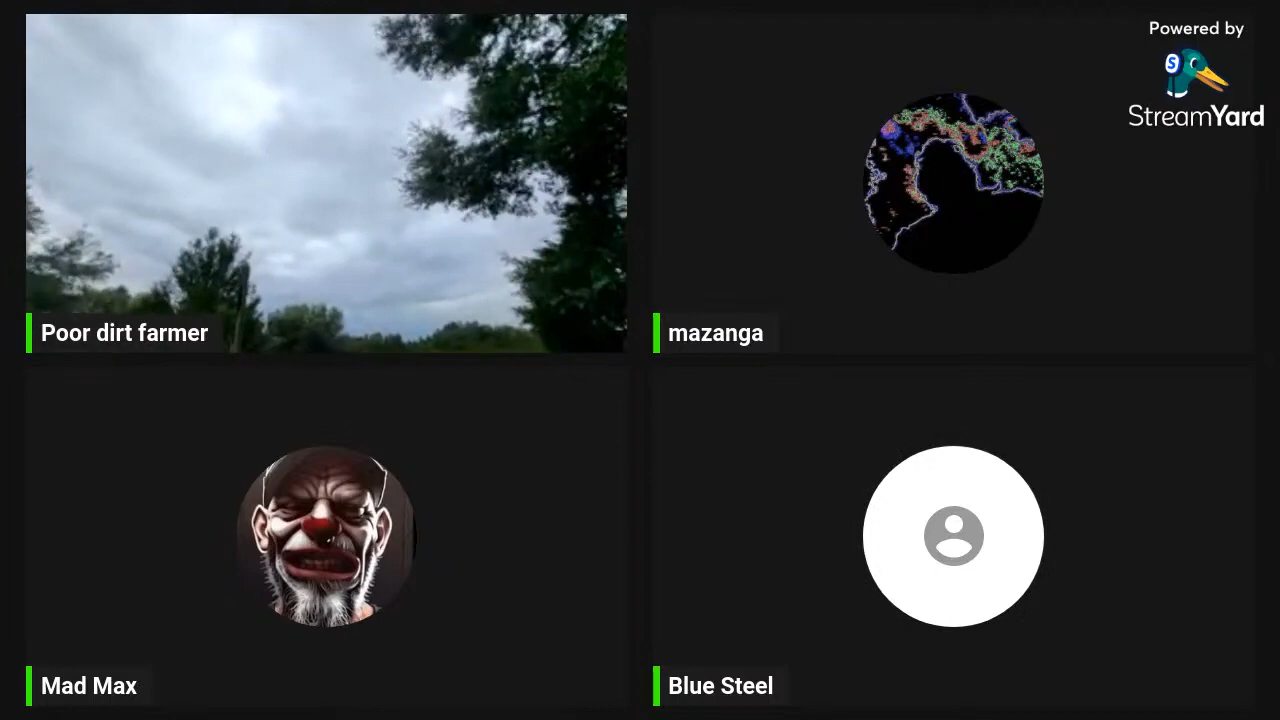 Powered by
S
StreamYard
Poor dirt farmer
mazanga
Mad Max
Blue Steel